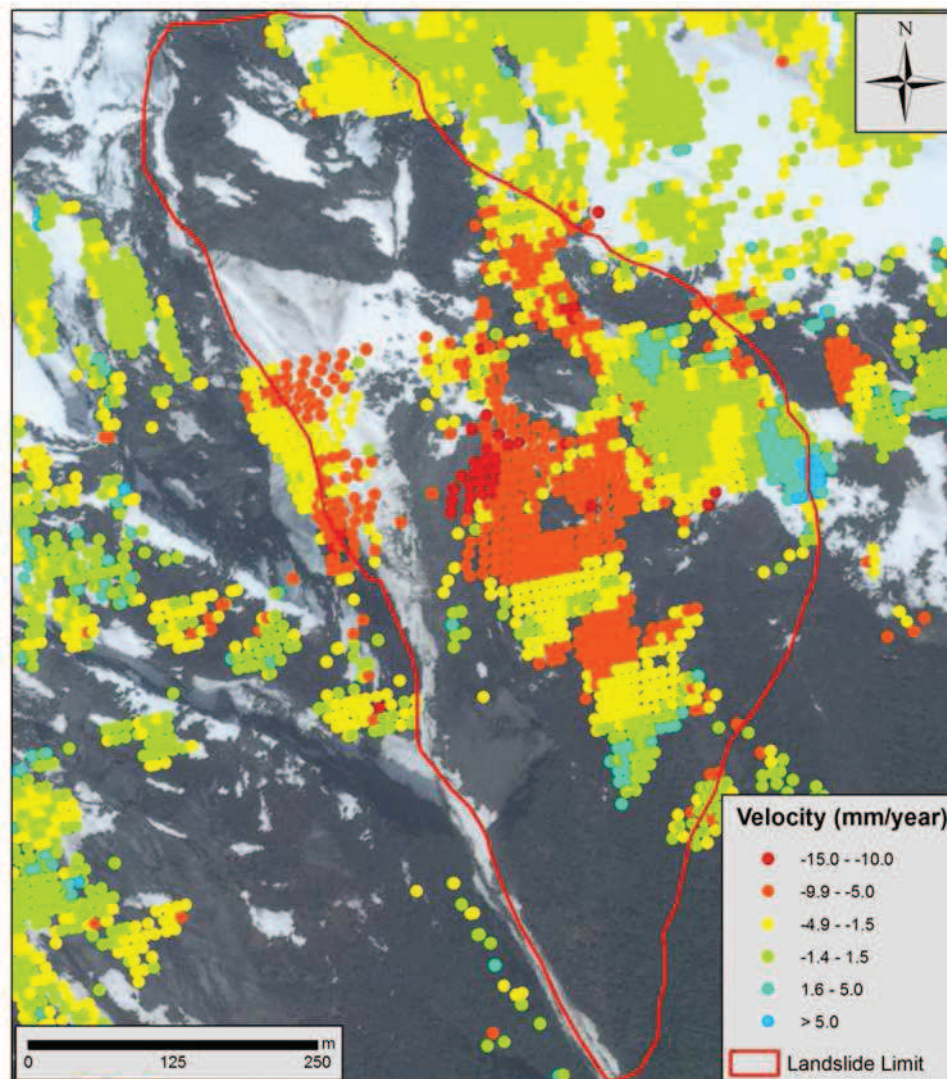 N
Velocity (mm/year)
-15.0 - -10.0
-9.9 - -5.0
-4.9 - -1.5
-1.4 - 1.5
1.6 - 5.0
> 5.0
Landslide Limit
m
0 125 250